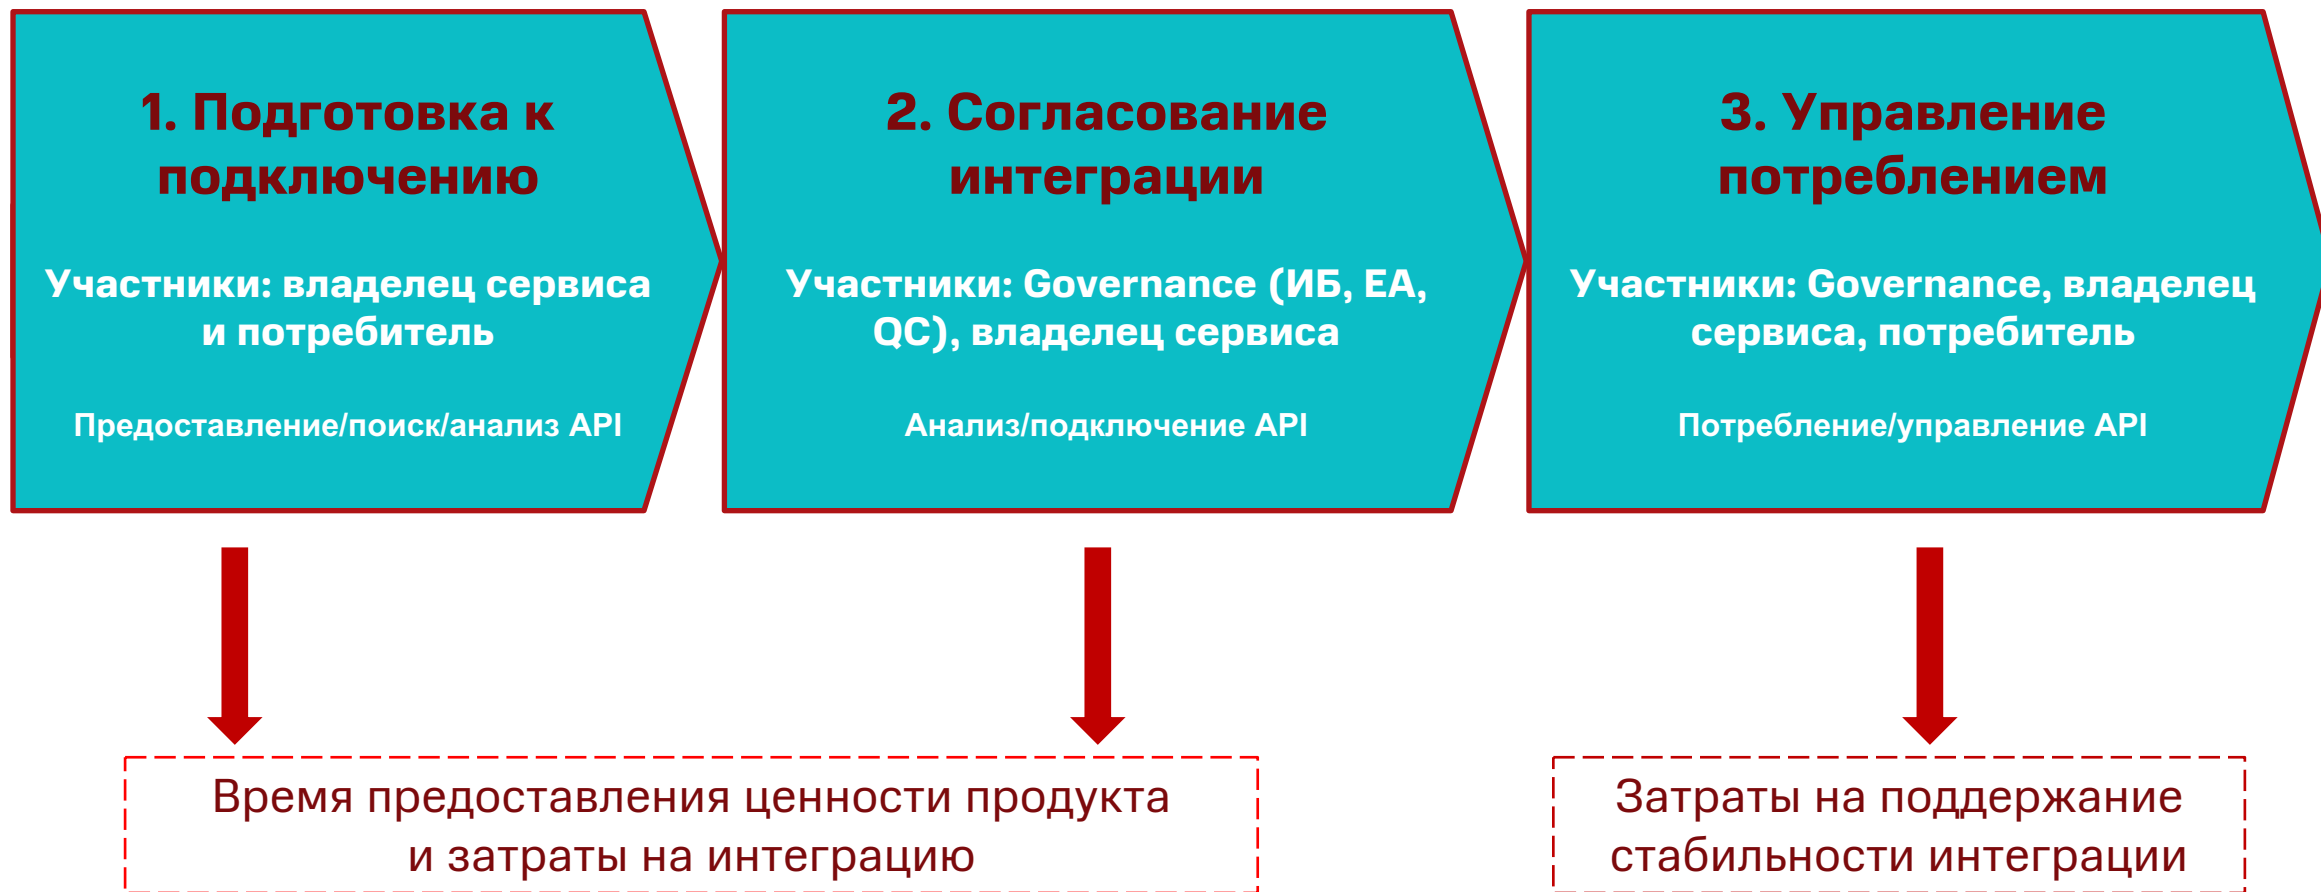 1. Подготовка к
подключению
Участники: владелец сервиса
и потребитель
Предоставление/поиск/анализ API
2. Согласование
интеграции
Участники: Governance (ИБ, EA,
QC), владелец сервиса
Анализ/подключение API
3. Управление
потреблением
Участники: Governance, владелец
сервиса, потребитель
Потребление/управление API
Время предоставления ценности продукта
и затраты на интеграцию
Затраты на поддержание
стабильности интеграции